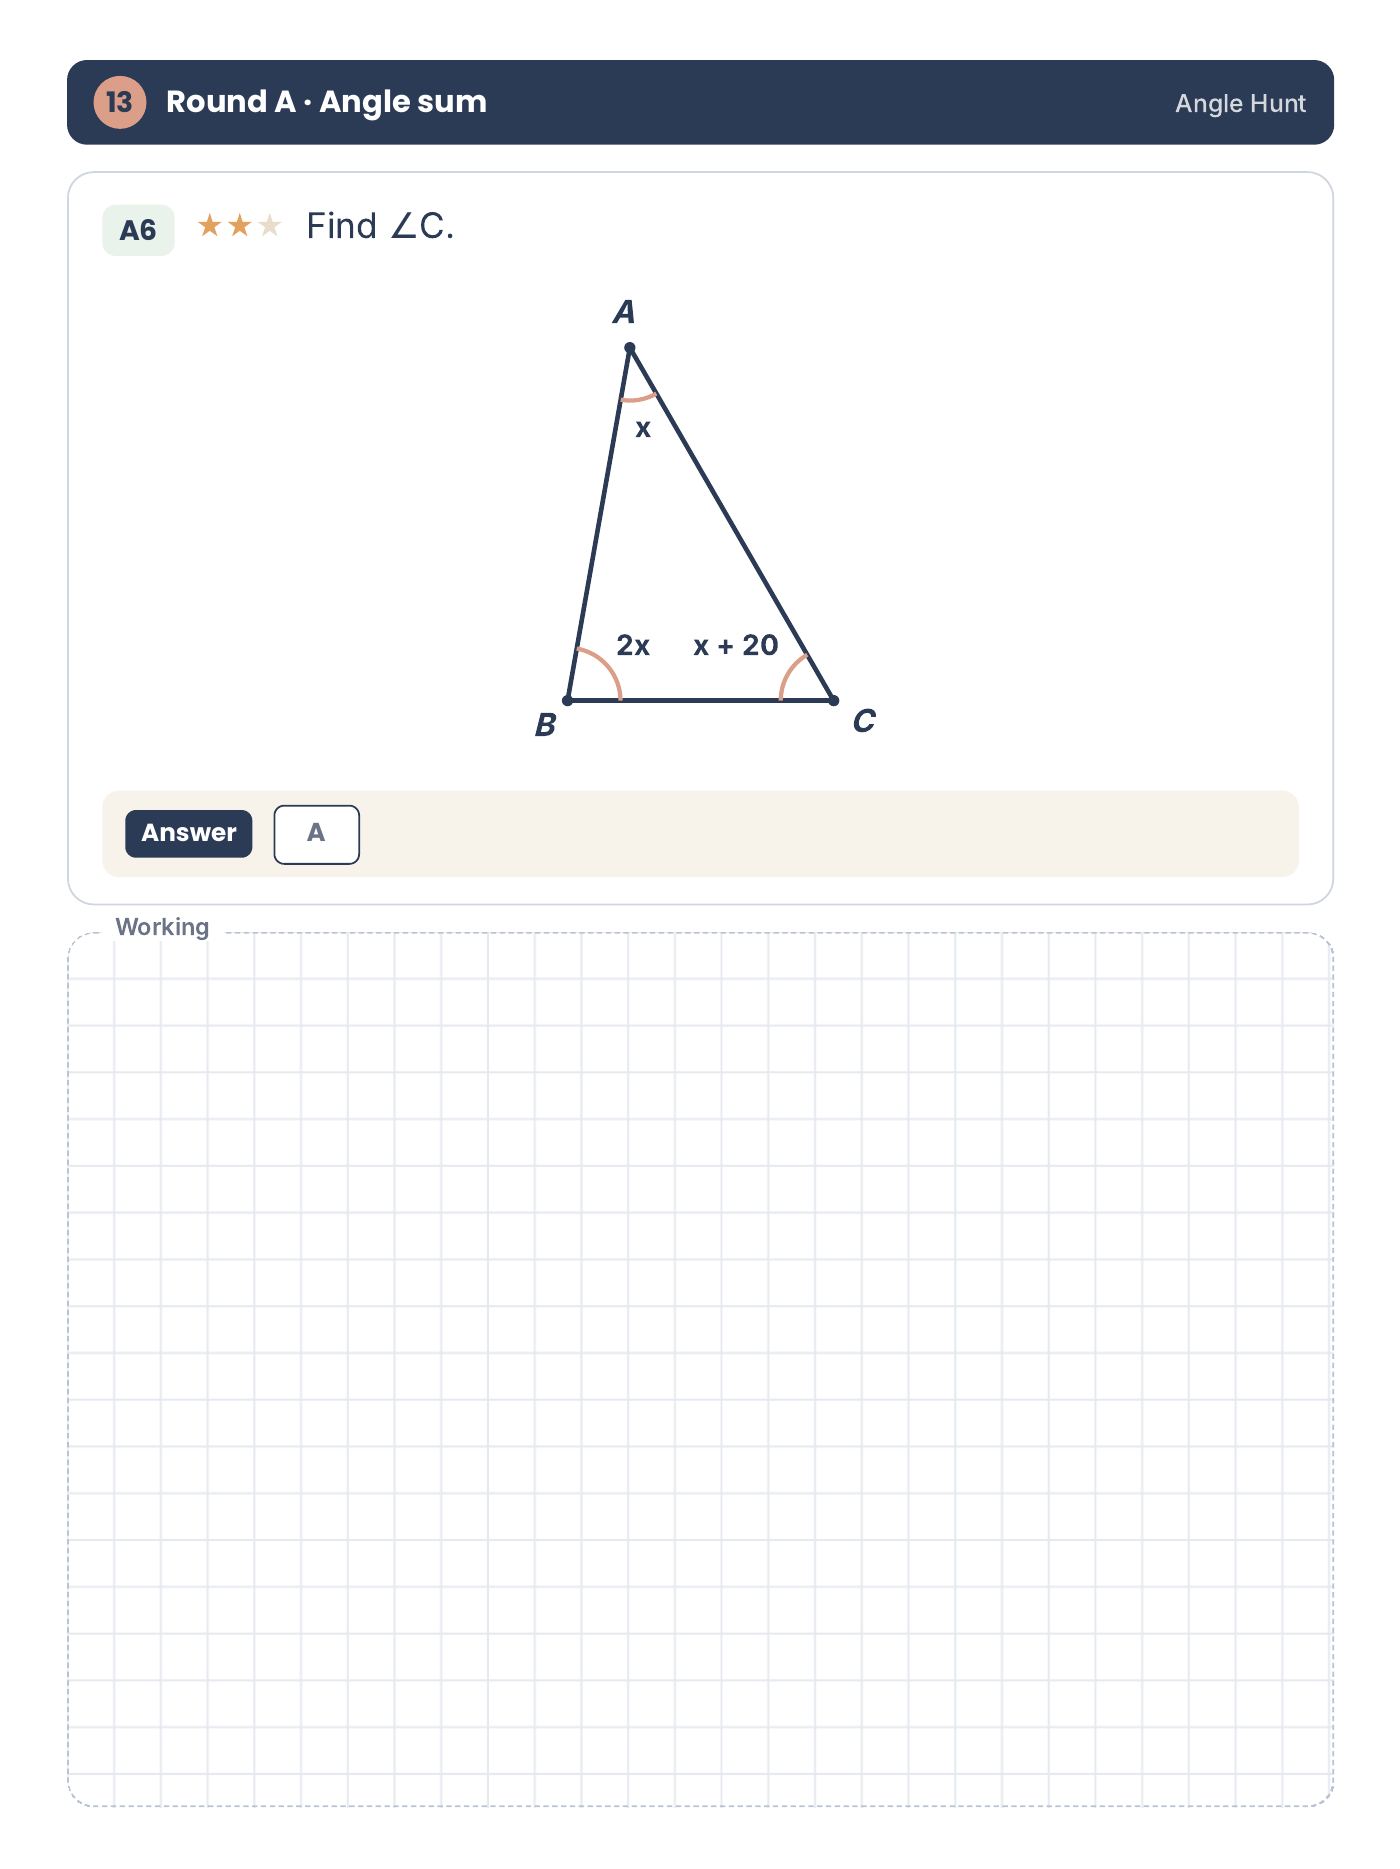 13 Round A · Angle sum Angle Hunt
A6 ★★★ Find ∠C.
A
x
2x x + 20
B C
Answer A
Working